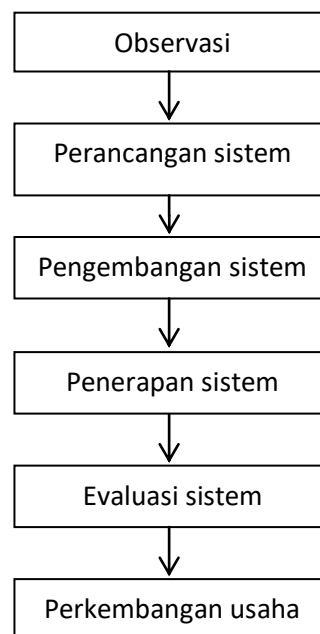 Observasi
Perancangan sistem
Pengembangan sistem
Penerapan sistem
Evaluasi sistem
Perkembangan usaha